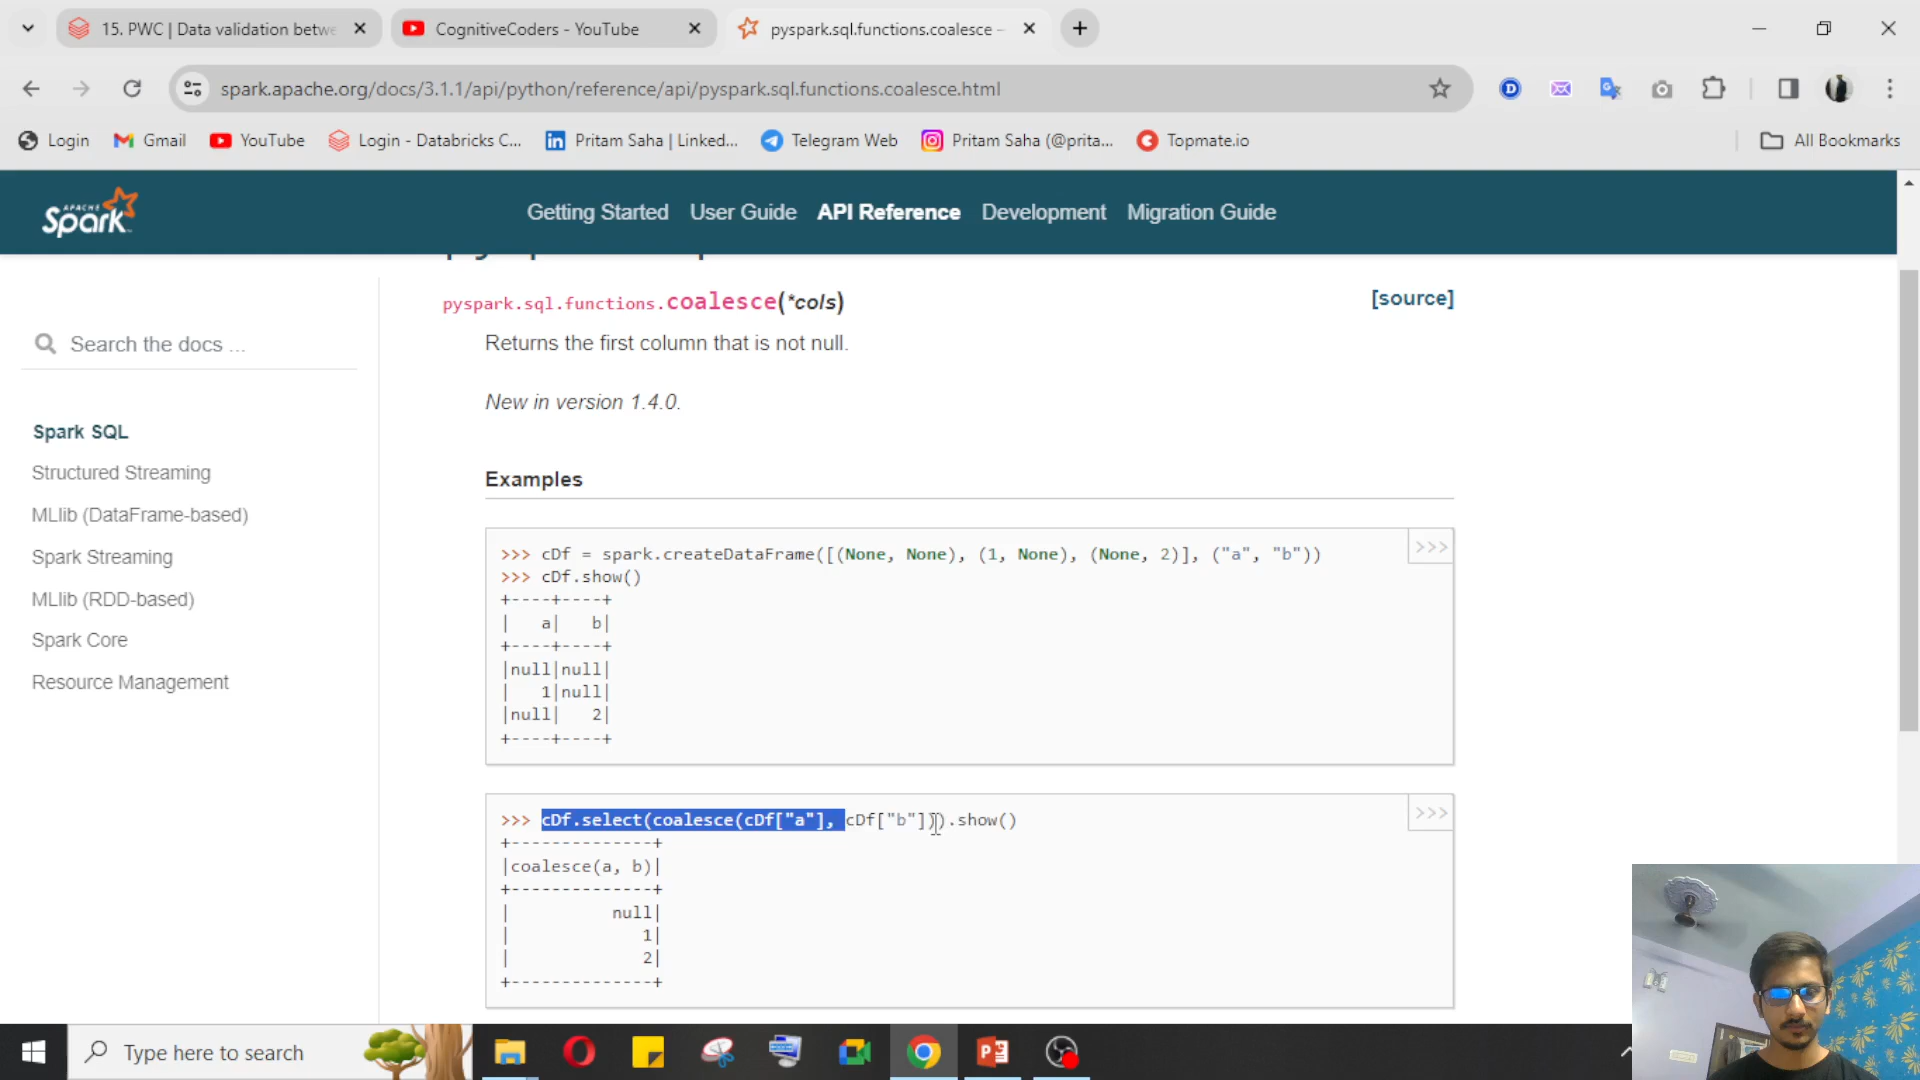 15. PWC | Data validation betwe
CognitiveCoders - YouTube
pyspark.sql.functions.coalesce –
spark.apache.org/docs/3.1.1/api/python/reference/api/pyspark.sql.functions.coalesce.html
Login
Gmail
YouTube
Login - Databricks C...
Pritam Saha | Linked...
Telegram Web
Pritam Saha (@prita...
Topmate.io
All Bookmarks
APACHE
Spark
Getting Started
User Guide
API Reference
Development
Migration Guide
Search the docs ...
Spark SQL
Structured Streaming
MLlib (DataFrame-based)
Spark Streaming
MLlib (RDD-based)
Spark Core
Resource Management
pyspark.sql.functions.coalesce(*cols)
[source]
Returns the first column that is not null.
New in version 1.4.0.
Examples
>>>
>>> cDf = spark.createDataFrame([(None, None), (1, None), (None, 2)], ("a", "b"))
>>> cDf.show()
+----+----+
|   a|   b|
+----+----+
|null|null|
|   1|null|
|null|   2|
+----+----+
>>>
>>> cDf.select(coalesce(cDf["a"], cDf["b"])).show()
+--------------+
|coalesce(a, b)|
+--------------+
|          null|
|             1|
|             2|
+--------------+
Type here to search